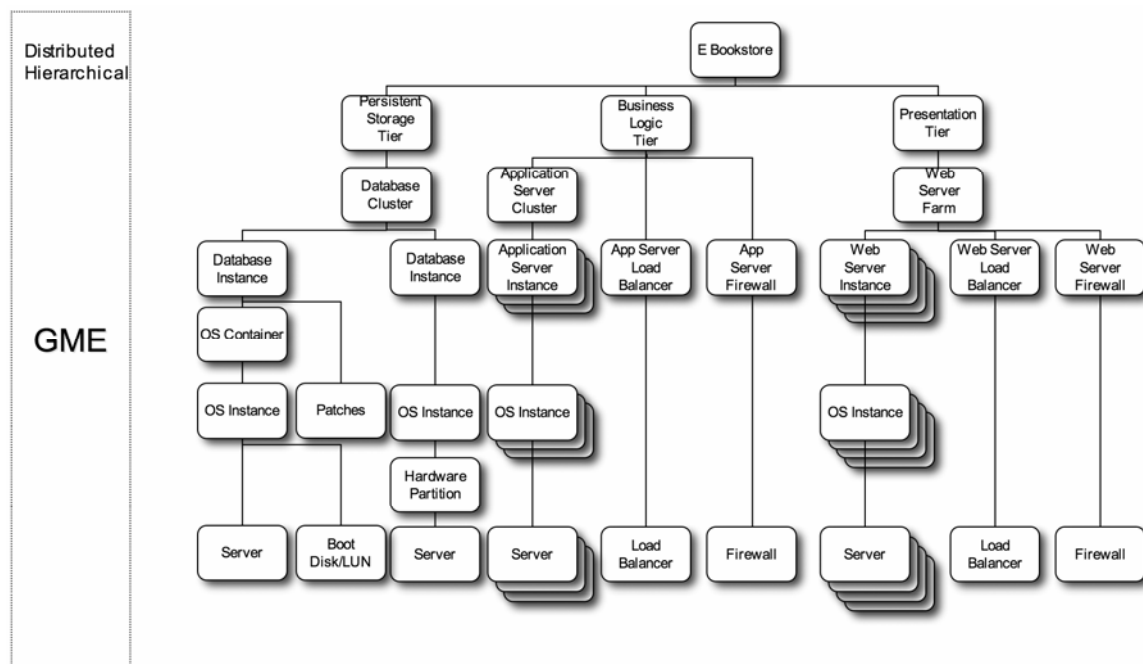 Distributed
Hierarchical
GME
E Bookstore
Persistent
Storage
Tier
Business
Logic
Tier
Presentation
Tier
Database
Cluster
Application
Server
Cluster
Web
Server
Farm
Database
Instance
Database
Instance
Application
Server
Instance
App Server
Load
Balancer
App
Server
Firewall
Web
Server
Instance
Web Server
Load
Balancer
Web
Server
Firewall
OS Container
OS Instance
Patches
OS Instance
OS Instance
OS Instance
Hardware
Partition
Server
Boot
Disk/LUN
Server
Server
Load
Balancer
Firewall
Server
Load
Balancer
Firewall